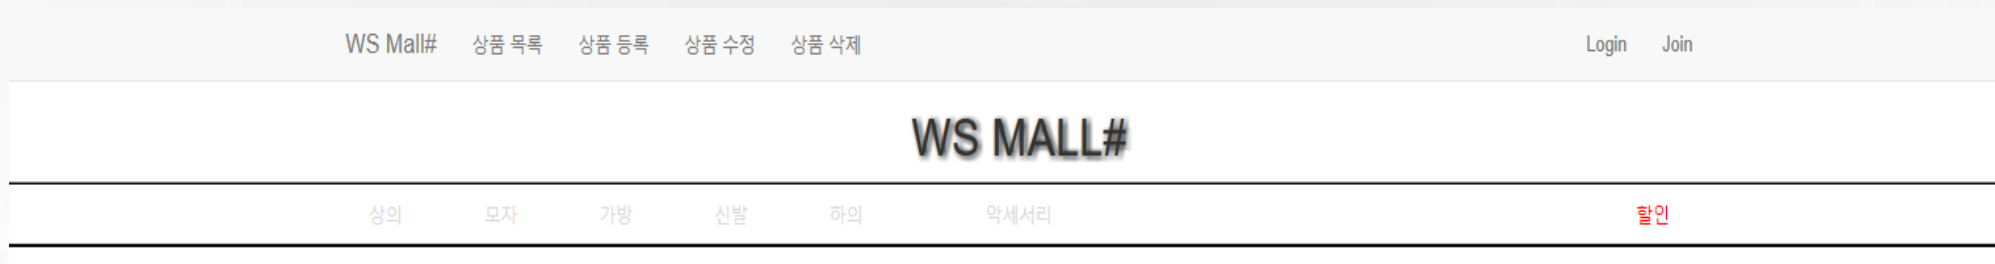 WS Mall# 상품 목록 상품 등록 상품 수정 상품 삭제 Login Join
WS MALL#
상의 모자 가방 신발 하의 악세서리 할인